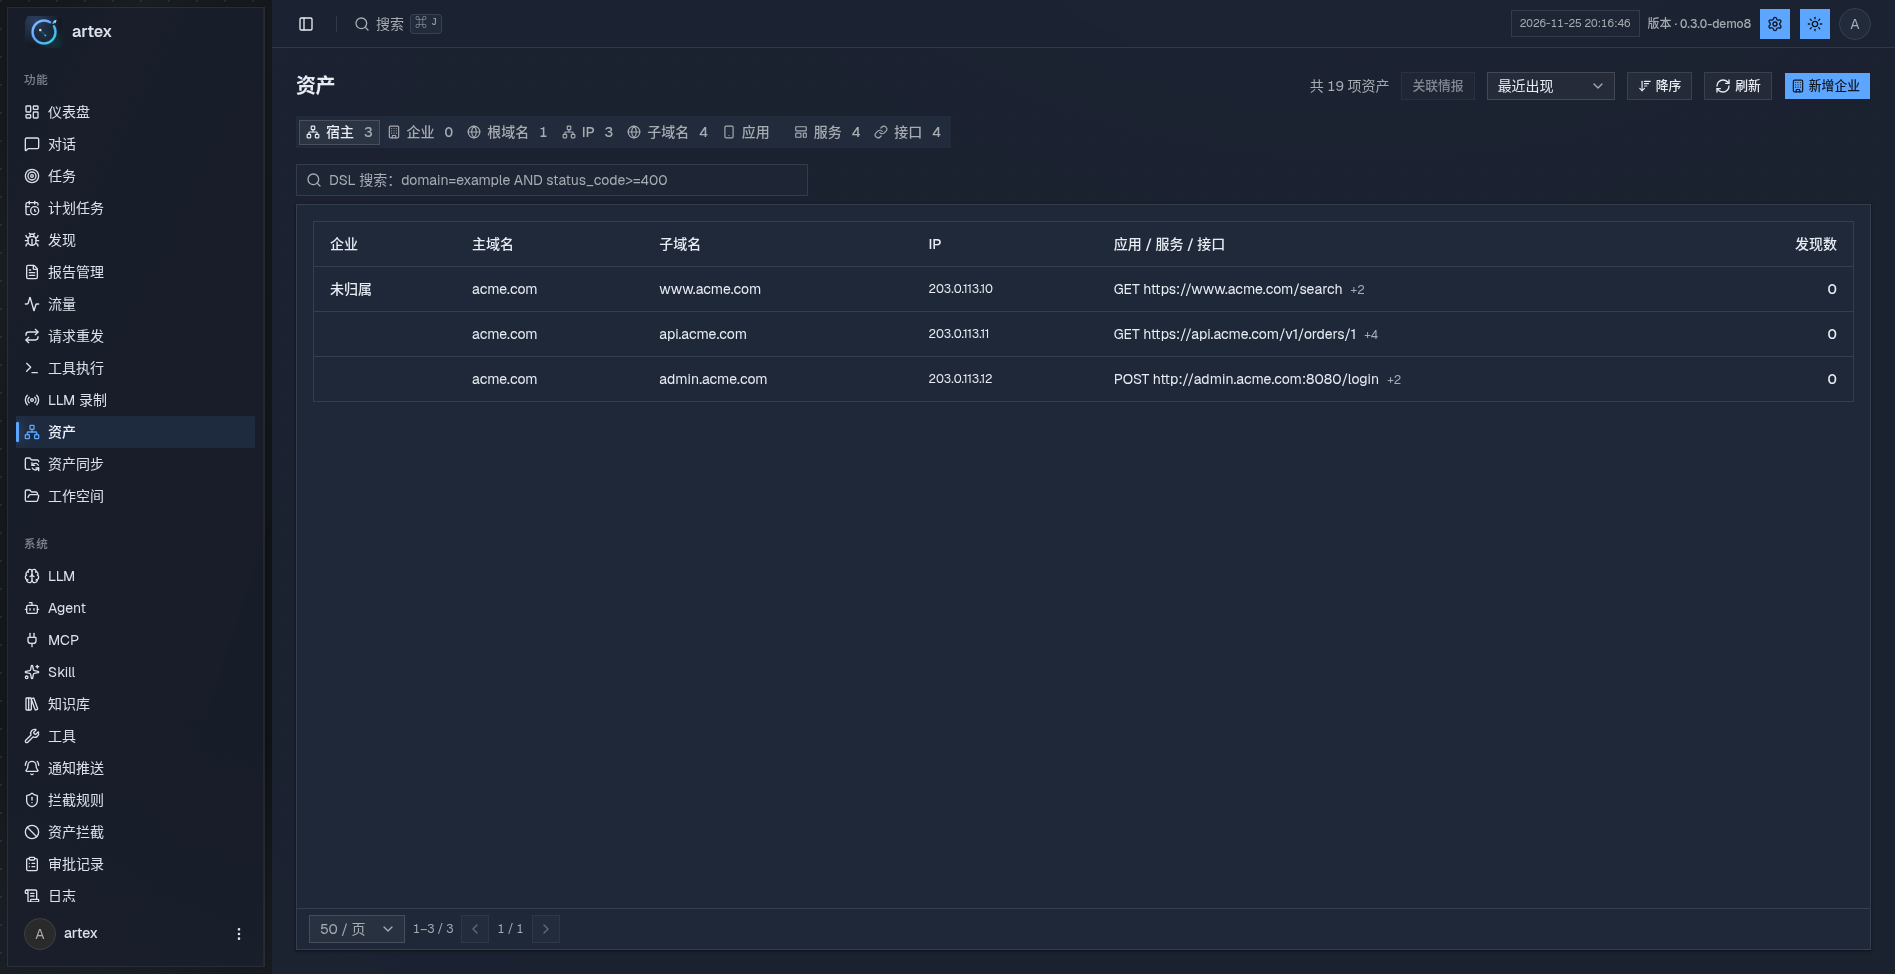 artex
功能
仪表盘
对话
任务
计划任务
发现
报告管理
流量
请求重发
工具执行
LLM 录制
资产
资产同步
工作空间
系统
LLM
Agent
MCP
Skill
知识库
工具
通知推送
拦截规则
资产拦截
审批记录
日志
A artex
搜索 ⌘ J
2026-11-25 20:16:46 版本 · 0.3.0-demo8 A
资产
共 19 项资产 关联情报 最近出现 降序 刷新 新增企业
宿主 3 企业 0 根域名 1 IP 3 子域名 4 应用 服务 4 接口 4
DSL 搜索：domain=example AND status_code>=400
企业 主域名 子域名 IP 应用 / 服务 / 接口 发现数
未归属 acme.com www.acme.com 203.0.113.10 GET https://www.acme.com/search +2 0
acme.com api.acme.com 203.0.113.11 GET https://api.acme.com/v1/orders/1 +4 0
acme.com admin.acme.com 203.0.113.12 POST http://admin.acme.com:8080/login +2 0
50 / 页 1–3 / 3 1 / 1